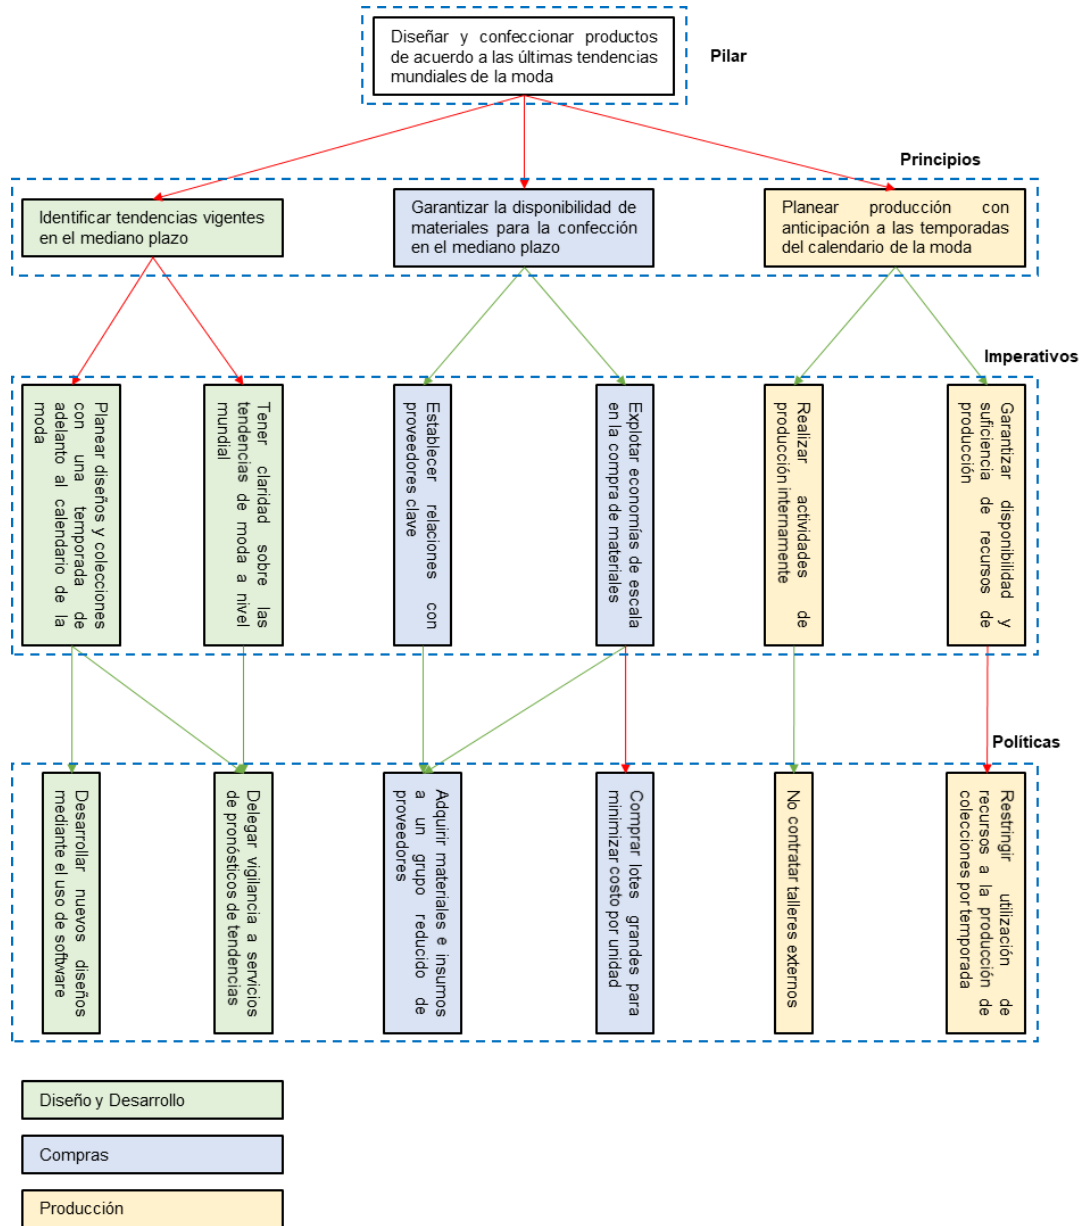 Diseñar y confeccionar productos
de acuerdo a las últimas tendencias
mundiales de la moda
Pilar
Principios
Identificar tendencias vigentes
en el mediano plazo
Garantizar la disponibilidad de
materiales para la confección
en el mediano plazo
Planear producción con
anticipación a las temporadas
del calendario de la moda
Imperativos
Planear diseños y colecciones
con una temporada de
adelanto al calendario de la
moda
Tener claridad sobre las
tendencias de moda a nivel
mundial
Establecer relaciones con
proveedores clave
Explotar economías de escala
en la compra de materiales
Realizar actividades de
producción internamente
Garantizar disponibilidad y
suficiencia de recursos de
producción
Políticas
Desarrollar nuevos diseños
mediante el uso de software
Delegar vigilancia a servicios
de pronósticos de tendencias
Adquirir materiales e insumos
a un grupo reducido de
proveedores
Comprar lotes grandes para
minimizar costo por unidad
No contratar talleres externos
Restringir utilización de
recursos a la producción de
colecciones por temporada
Diseño y Desarrollo
Compras
Producción